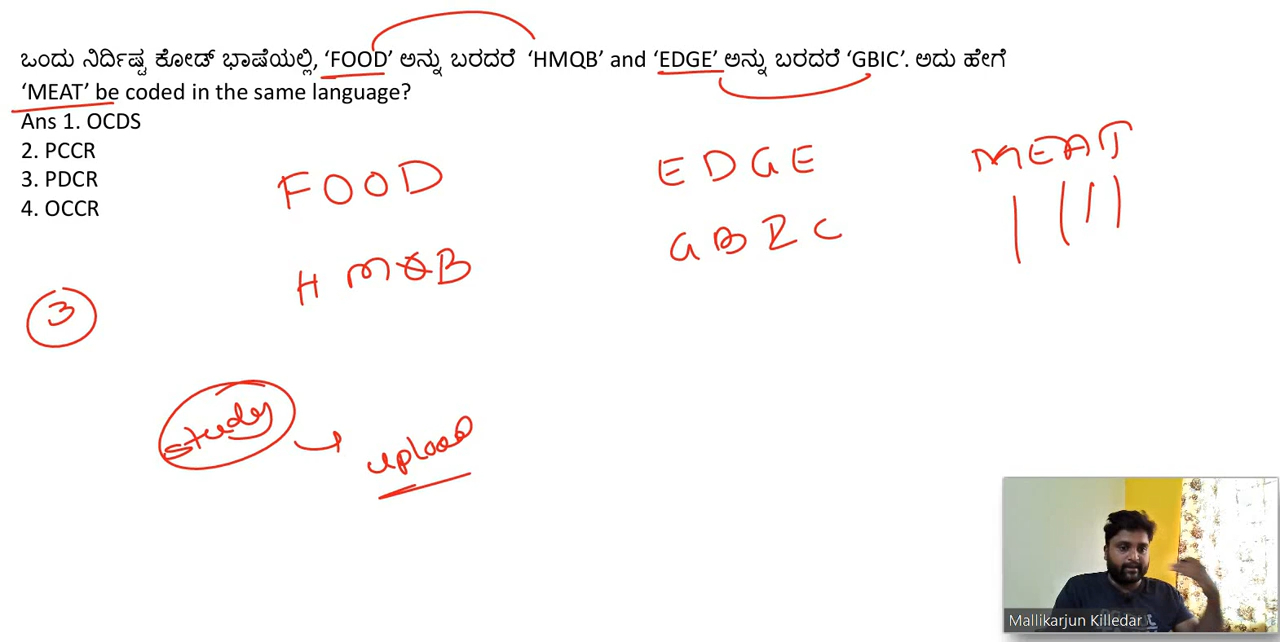 ಒಂದು ನಿರ್ದಿಷ್ಟ ಕೋಡ್ ಭಾಷೆಯಲ್ಲಿ, ‘FOOD’ ಅನ್ನು ಬರದರೆ ‘HMQB’ and ‘EDGE’ ಅನ್ನು ಬರದರೆ ‘GBIC’. ಅದು ಹೇಗೆ
‘MEAT’ be coded in the same language?
Ans 1. OCDS
2. PCCR
3. PDCR
4. OCCR
FOOD EDGE MEAT
HMQB GBIC
3
study → upload
Mallikarjun Killedar